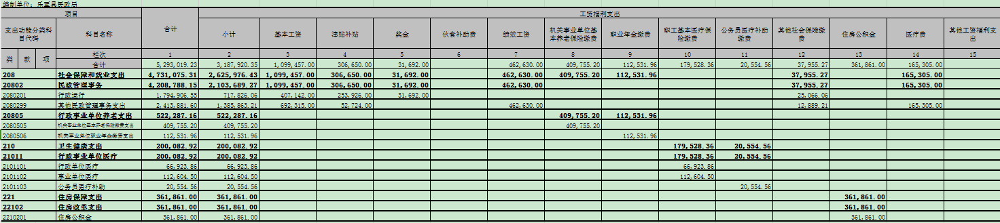 编制单位：乐至县民政局
项目 合计 工资福利支出
支出功能分类科目代码 科目名称 小计 基本工资 津贴补贴 奖金 伙食补助费 绩效工资 机关事业单位基本养老保险缴费 职业年金缴费 职工基本医疗保险缴费 公务员医疗补助缴费 其他社会保障缴费 住房公积金 医疗费 其他工资福利支出
类 款 项 栏次 1 2 3 4 5 6 7 8 9 10 11 12 13 14 15
合计 5,293,019.23 3,187,920.35 1,099,457.00 306,650.00 31,692.00 462,630.00 409,755.20 112,531.96 179,528.36 20,554.56 37,955.27 361,861.00 165,305.00
208 社会保障和就业支出 4,731,075.31 2,625,976.43 1,099,457.00 306,650.00 31,692.00 462,630.00 409,755.20 112,531.96 37,955.27 165,305.00
20802 民政管理事务 4,208,788.15 2,103,689.27 1,099,457.00 306,650.00 31,692.00 462,630.00 37,955.27 165,305.00
2080201 行政运行 1,794,906.55 717,826.06 407,142.00 253,926.00 31,692.00 25,066.06
2080299 其他民政管理事务支出 2,413,881.60 1,385,863.21 692,315.00 52,724.00 462,630.00 12,889.21 165,305.00
20805 行政事业单位养老支出 522,287.16 522,287.16 409,755.20 112,531.96
2080505 机关事业单位基本养老保险缴费支出 409,755.20 409,755.20 409,755.20
2080506 机关事业单位职业年金缴费支出 112,531.96 112,531.96 112,531.96
210 卫生健康支出 200,082.92 200,082.92 179,528.36 20,554.56
21011 行政事业单位医疗 200,082.92 200,082.92 179,528.36 20,554.56
2101101 行政单位医疗 66,923.86 66,923.86 66,923.86
2101102 事业单位医疗 112,604.50 112,604.50 112,604.50
2101103 公务员医疗补助 20,554.56 20,554.56 20,554.56
221 住房保障支出 361,861.00 361,861.00 361,861.00
22102 住房改革支出 361,861.00 361,861.00 361,861.00
2210201 住房公积金 361,861.00 361,861.00 361,861.00